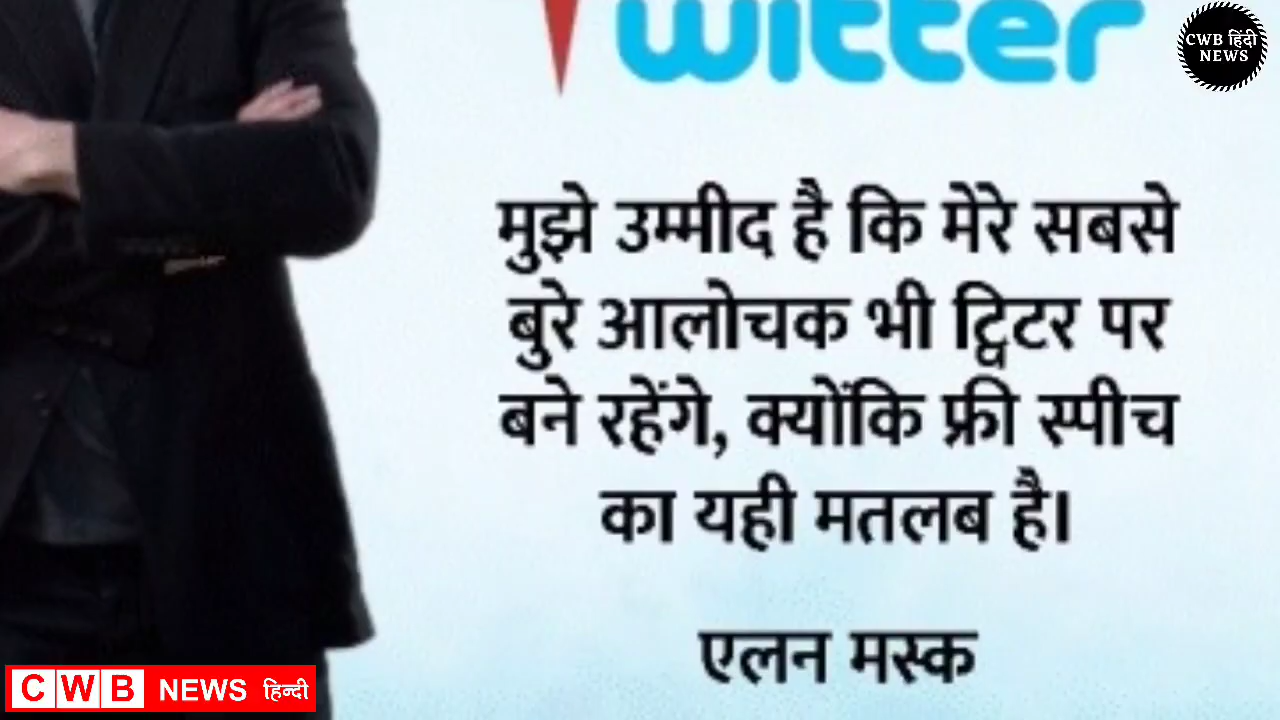 witter
CWB हिंदी
NEWS
मुझे उम्मीद है कि मेरे सबसे
बुरे आलोचक भी ट्विटर पर
बने रहेंगे, क्योंकि फ्री स्पीच
का यही मतलब है।
एलन मस्क
CWB NEWS हिन्दी